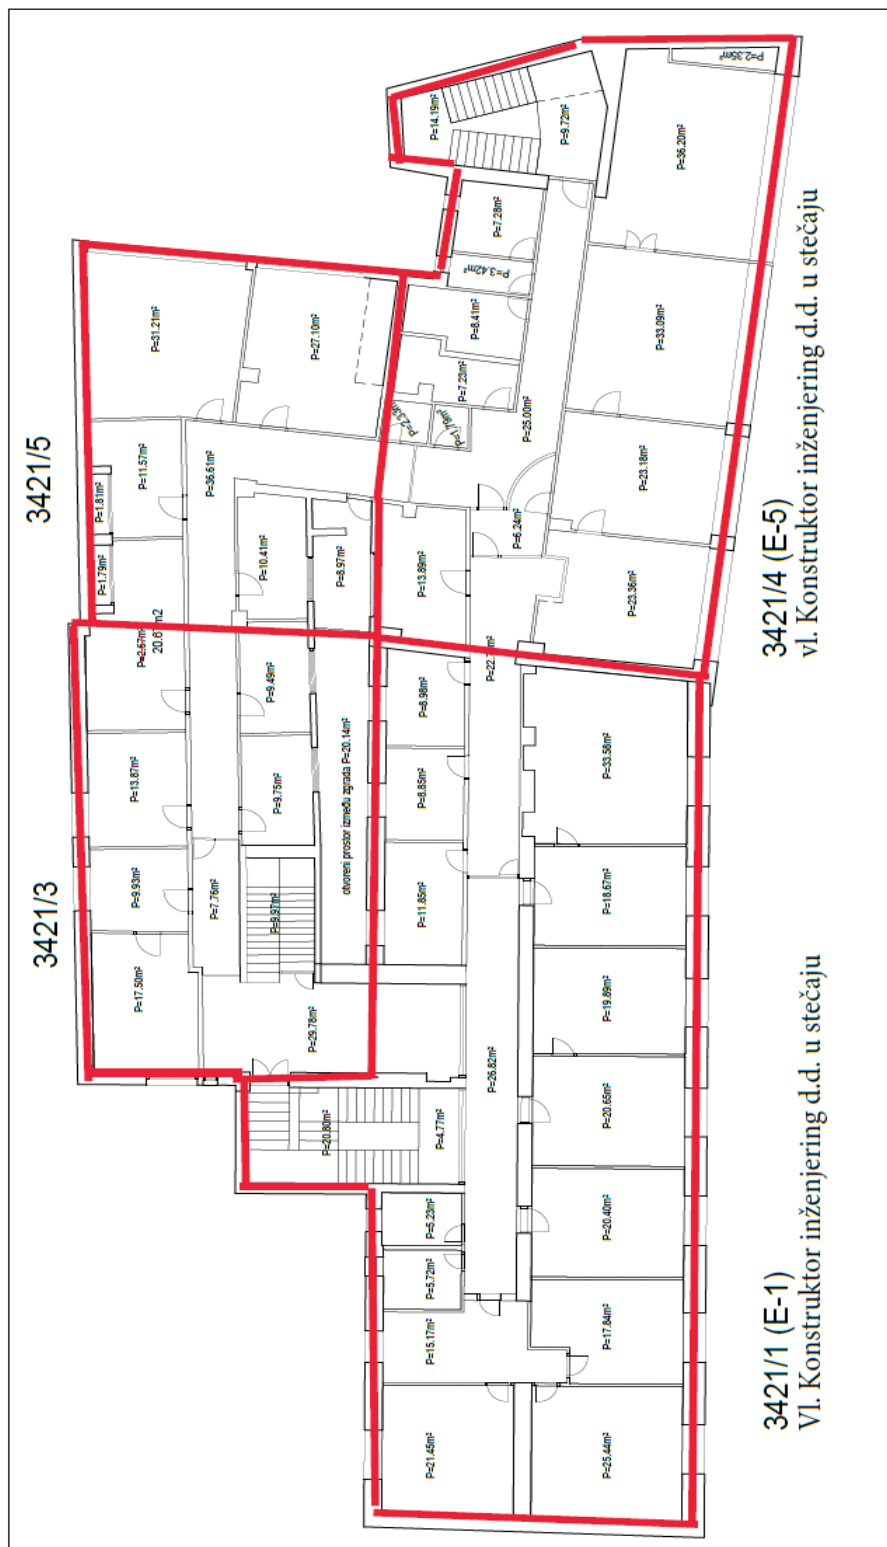 3421/5
3421/3
P=14.19m²
P=9.72m²
P=2.35m²
P=36.20m²
P=7.28m²
P=3.42m²
P=8.41m²
P=7.23m²
P=1.79m²
P=25.00m²
P=33.09m²
P=23.18m²
P=6.24m²
P=13.89m²
P=23.36m²
P=31.21m²
P=27.10m²
P=11.57m²
P=1.81m²
P=1.79m²
P=36.61m²
P=10.41m²
P=8.97m²
P=2.67m²
20.67m2
P=9.49m²
P=13.87m²
P=9.75m²
otvoreni prostor između zgrada P=20.14m²
P=9.93m²
P=7.76m²
P=9.97m²
P=17.50m²
P=29.78m²
P=8.98m²
P=8.85m²
P=11.85m²
P=33.58m²
P=18.67m²
P=19.89m²
P=26.82m²
P=20.65m²
P=20.80m²
P=4.77m²
P=5.23m²
P=20.40m²
P=5.72m²
P=15.17m²
P=17.84m²
P=21.45m²
P=25.44m²
3421/4 (E-5)
vl. Konstruktor inženjering d.d. u stečaju
3421/1 (E-1)
Vl. Konstruktor inženjering d.d. u stečaju